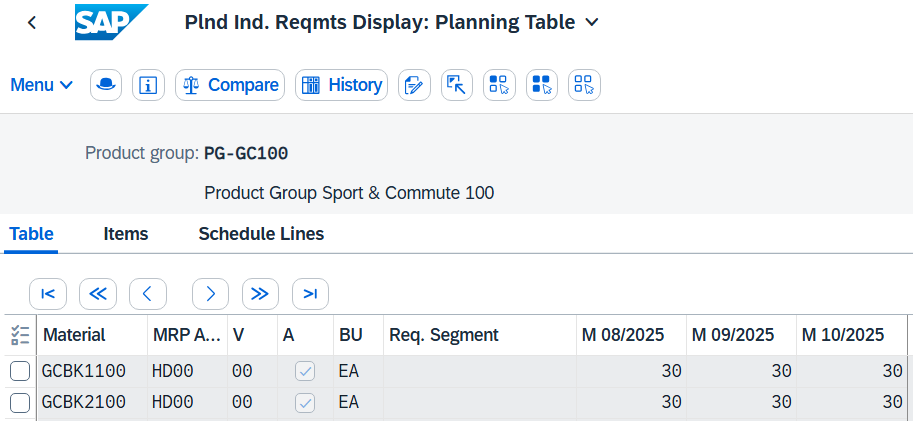 SAP Plnd Ind. Reqmts Display: Planning Table
Menu Compare History
Product group: PG-GC100
Product Group Sport & Commute 100
Table Items Schedule Lines
Material MRP A... V A BU Req. Segment M 08/2025 M 09/2025 M 10/2025
GCBK1100 HD00 00 EA 30 30 30
GCBK2100 HD00 00 EA 30 30 30